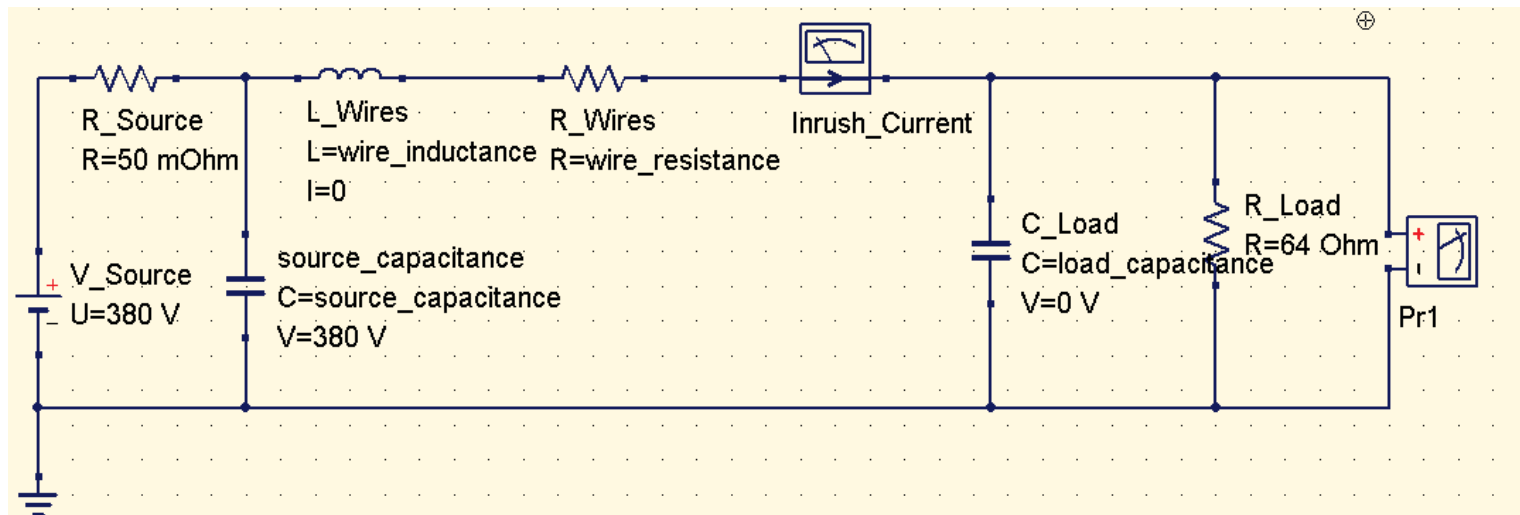 R_Source
R=50 mOhm
L_Wires
L=wire_inductance
I=0
R_Wires
R=wire_resistance
Inrush_Current
V_Source
U=380 V
source_capacitance
C=source_capacitance
V=380 V
C_Load
C=load_capacitance
V=0 V
R_Load
R=64 Ohm
Pr1